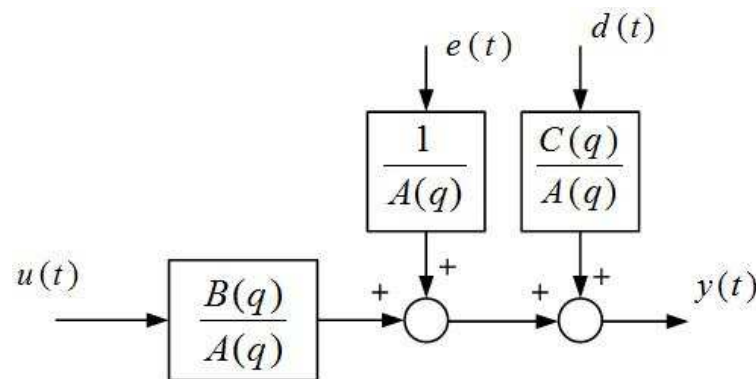 e(t)
d(t)
1
A(q)
C(q)
A(q)
+
+
u(t)
B(q)
A(q)
+
+
y(t)